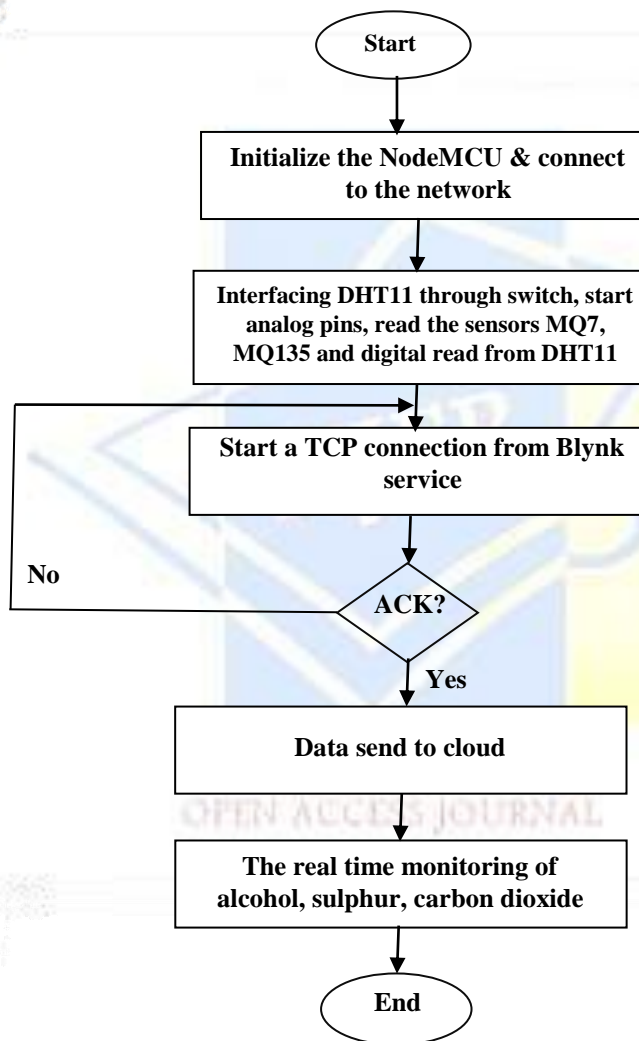 Start
Initialize the NodeMCU & connect
to the network
Interfacing DHT11 through switch, start
analog pins, read the sensors MQ7,
MQ135 and digital read from DHT11
Start a TCP connection from Blynk
service
No
ACK?
Yes
Data send to cloud
OPEN ACCESS JOURNAL
The real time monitoring of
alcohol, sulphur, carbon dioxide
End